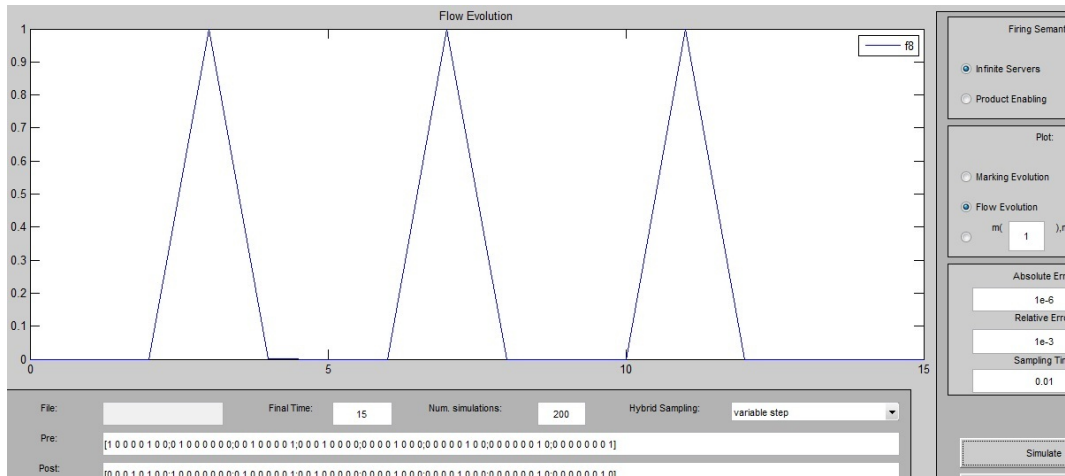 Flow Evolution
f8
1
0.9
0.8
0.7
0.6
0.5
0.4
0.3
0.2
0.1
0
0 5 10 15
Firing Semant
Infinite Servers
Product Enabling
Plot:
Marking Evolution
Flow Evolution
m( 1 ),m
Absolute Err
1e-6
Relative Erro
1e-3
Sampling Tim
0.01
File: Final Time: 15 Num. simulations: 200 Hybrid Sampling: variable step
Pre: [1 0 0 0 0 1 0 0;0 1 0 0 0 0 0 0;0 0 1 0 0 0 0 1;0 0 0 1 0 0 0 0;0 0 0 0 1 0 0 0;0 0 0 0 0 1 0 0;0 0 0 0 0 0 1 0;0 0 0 0 0 0 0 1]
Simulate
Post: